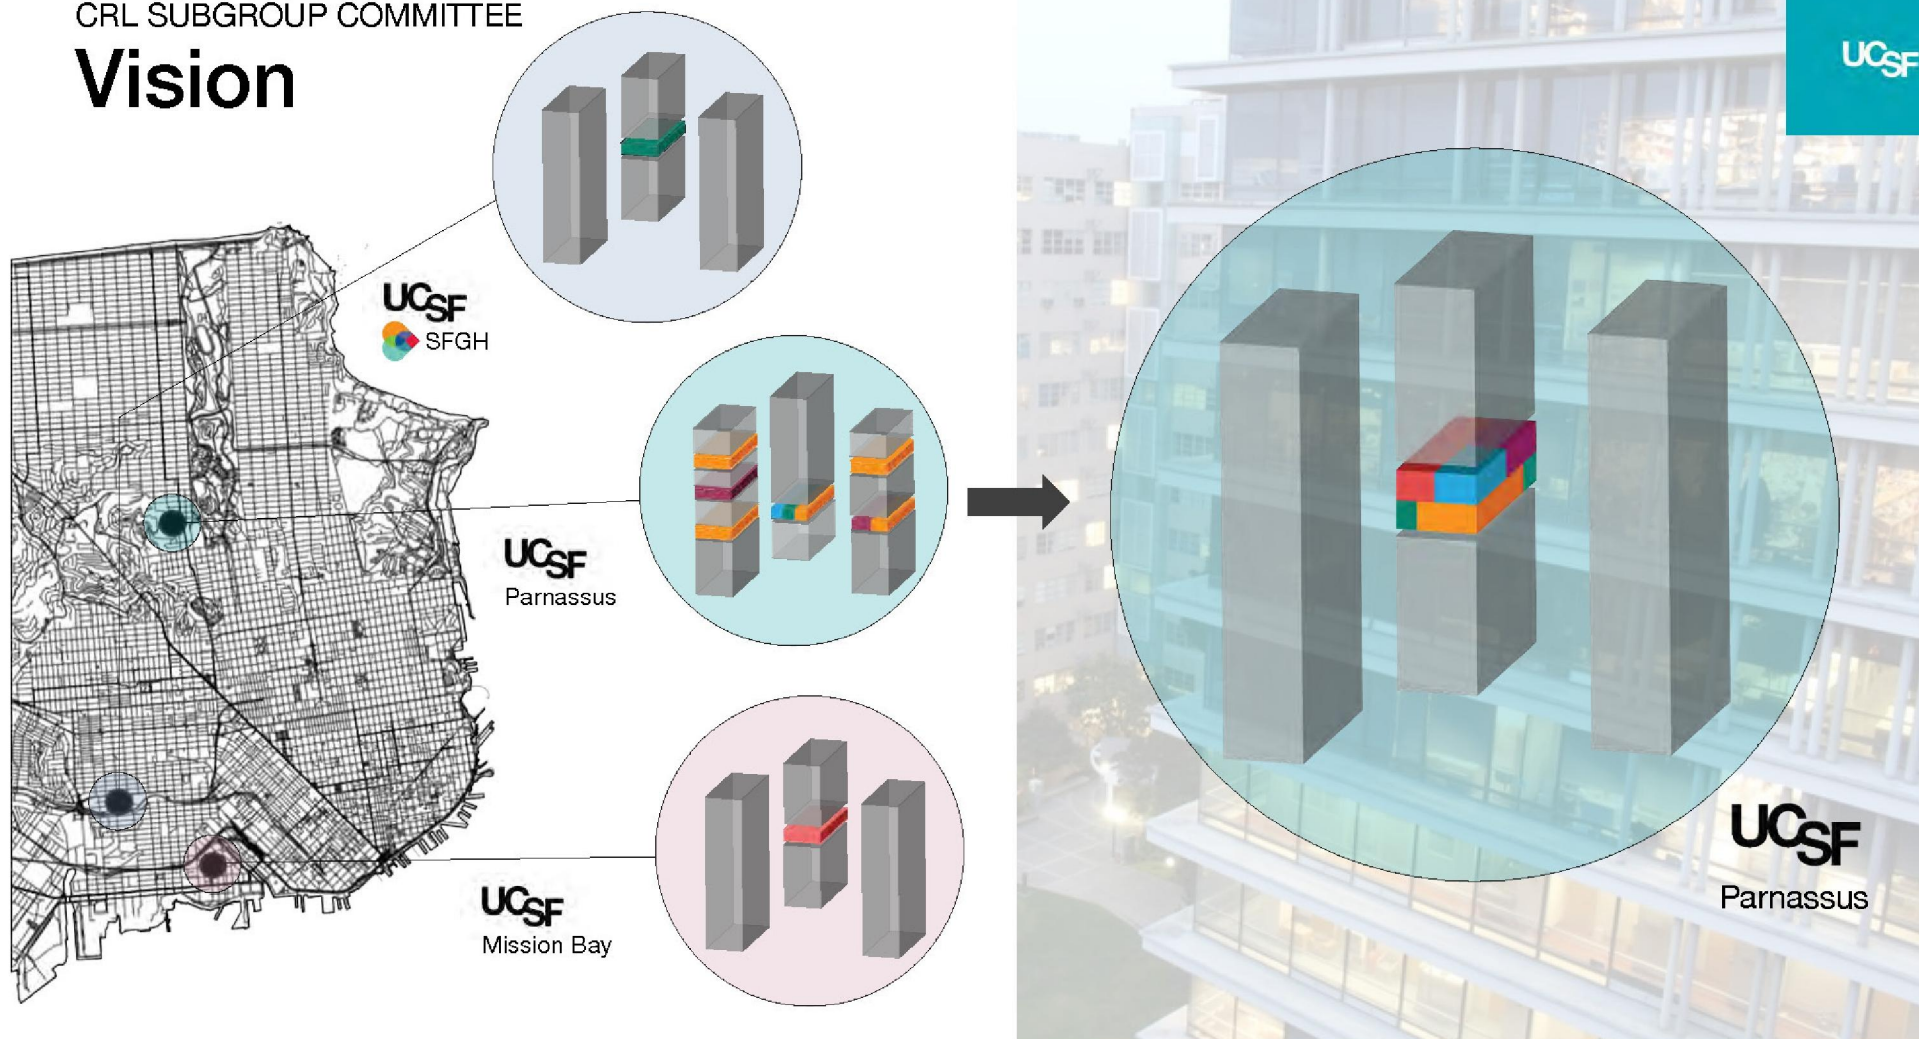 CRL SUBGROUP COMMITTEE
Vision
UCSF
UCSF
SFGH
UCSF
Parnassus
UCSF
Mission Bay
UCSF
Parnassus